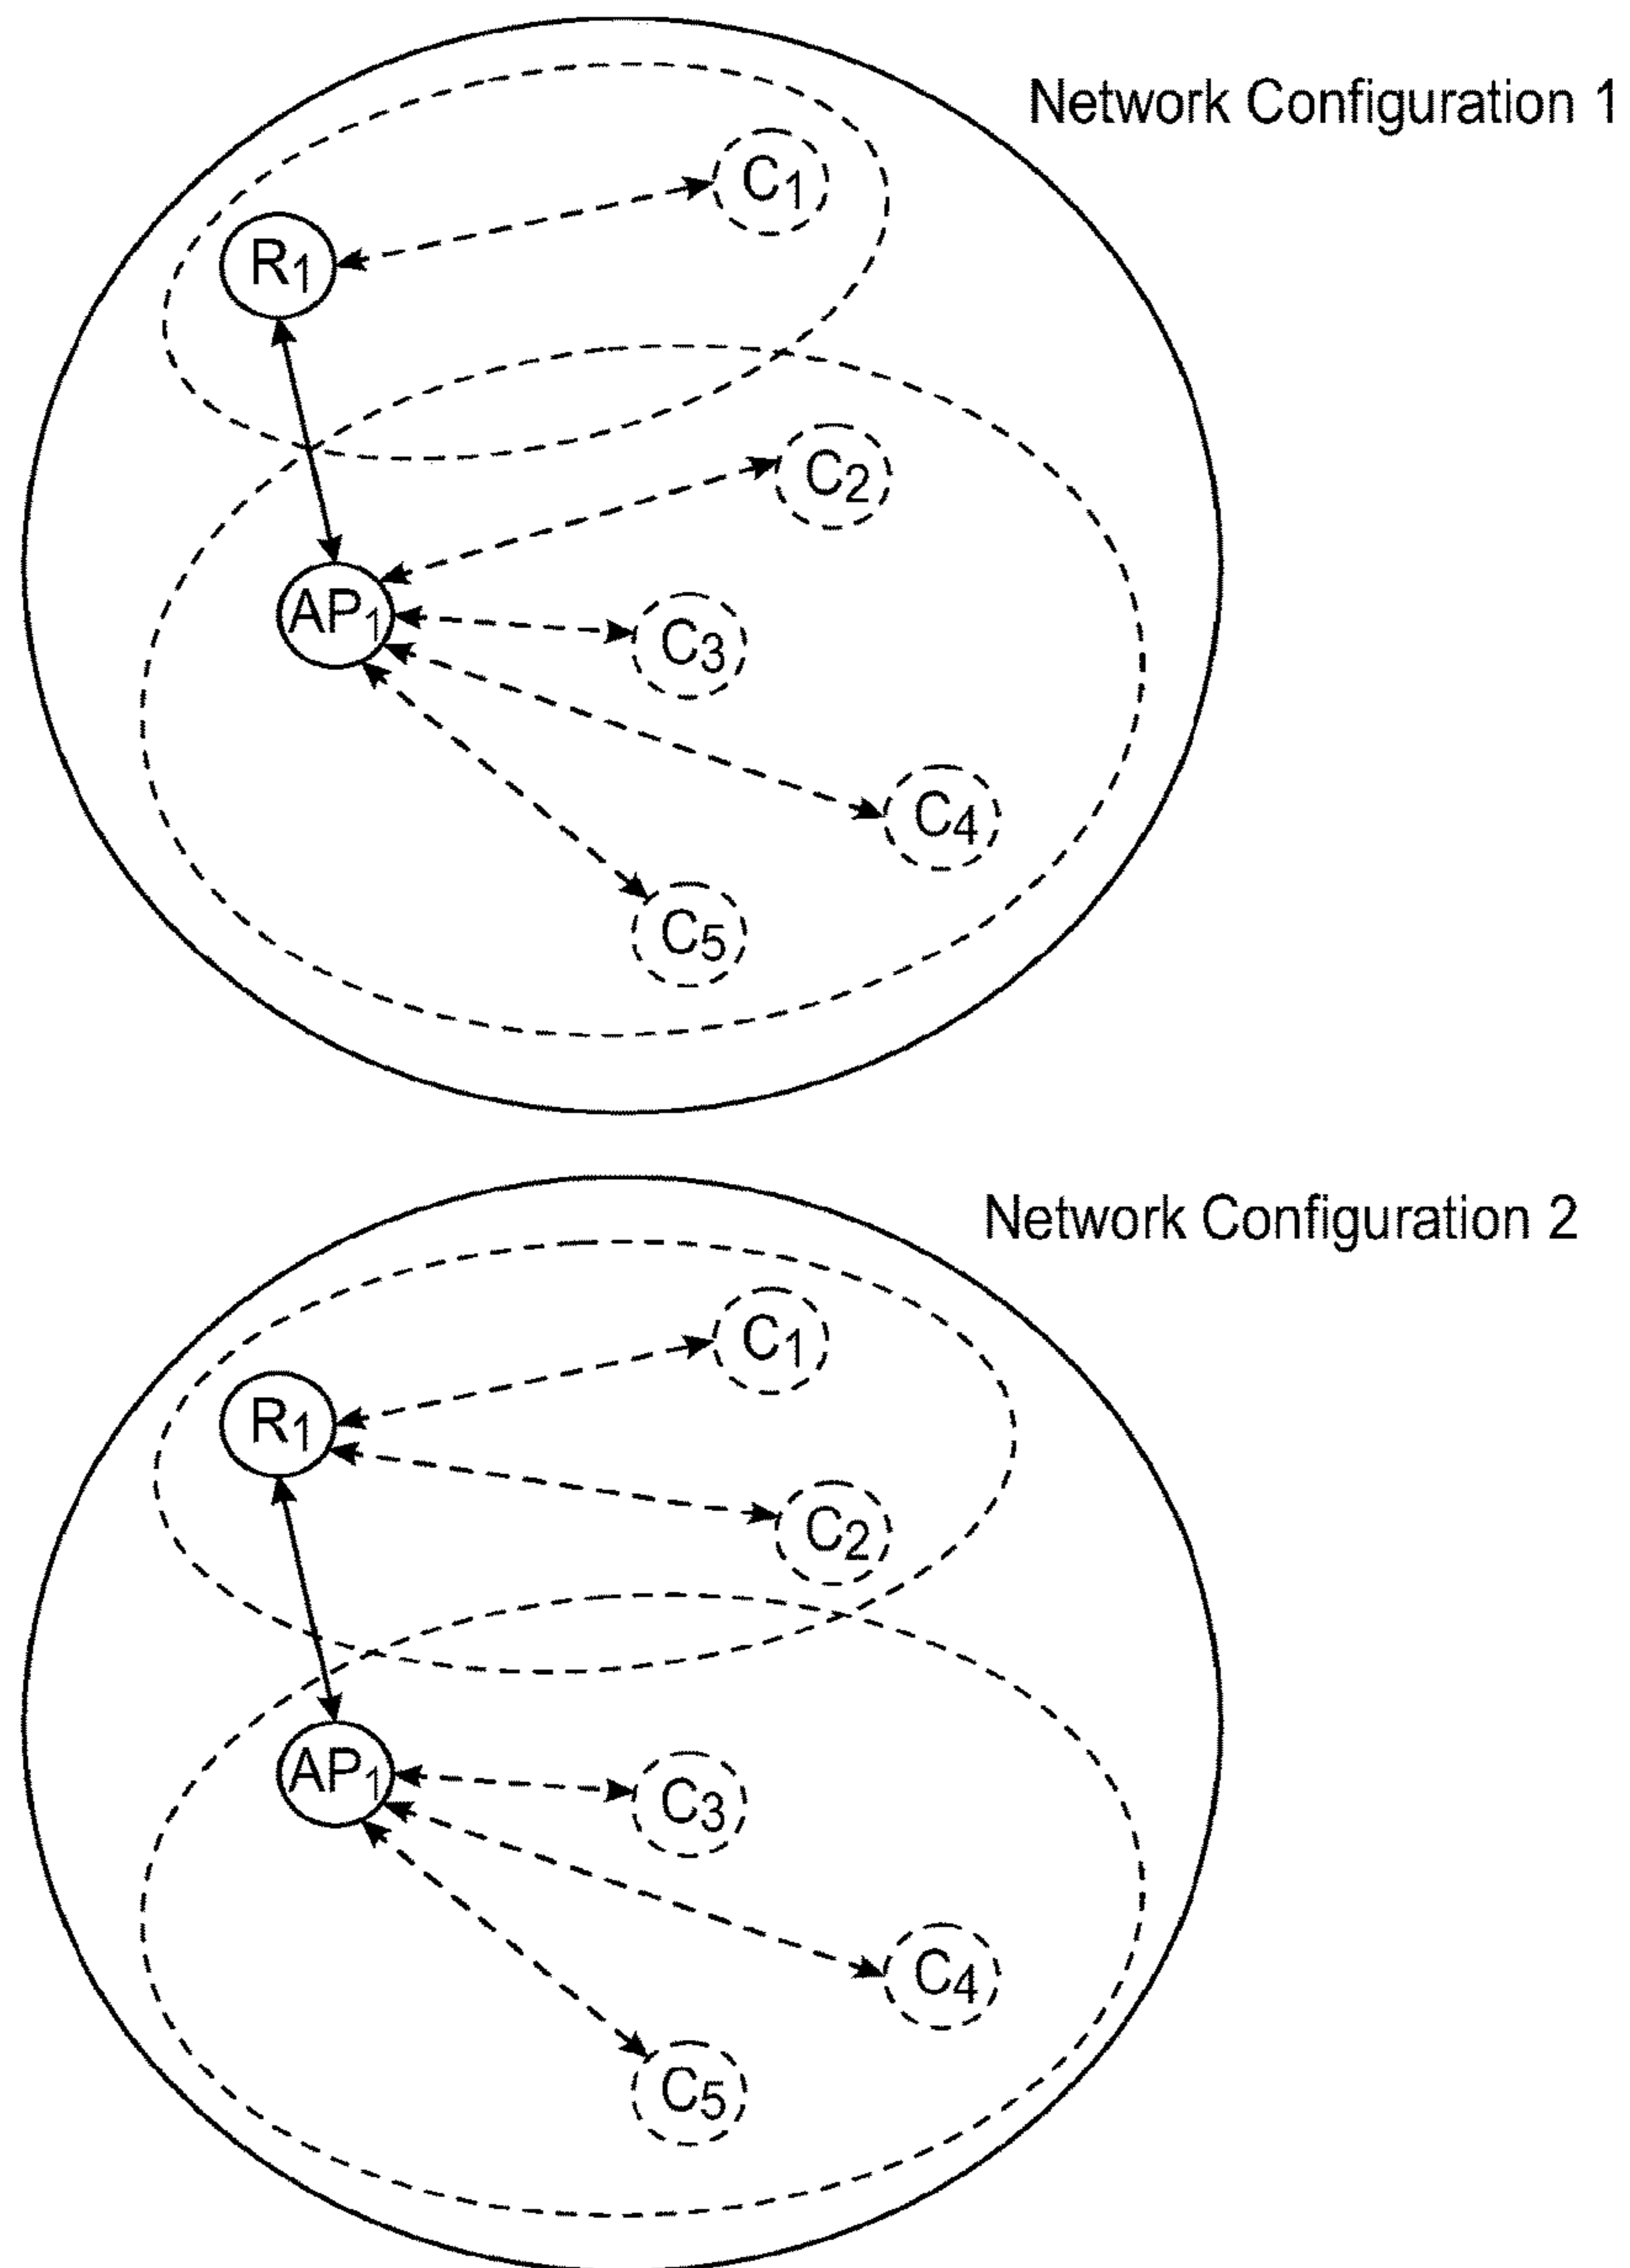 Network Configuration 1
C1
R1
C2
AP1
C3
C4
C5
Network Configuration 2
C1
R1
C2
AP1
C3
C4
C5